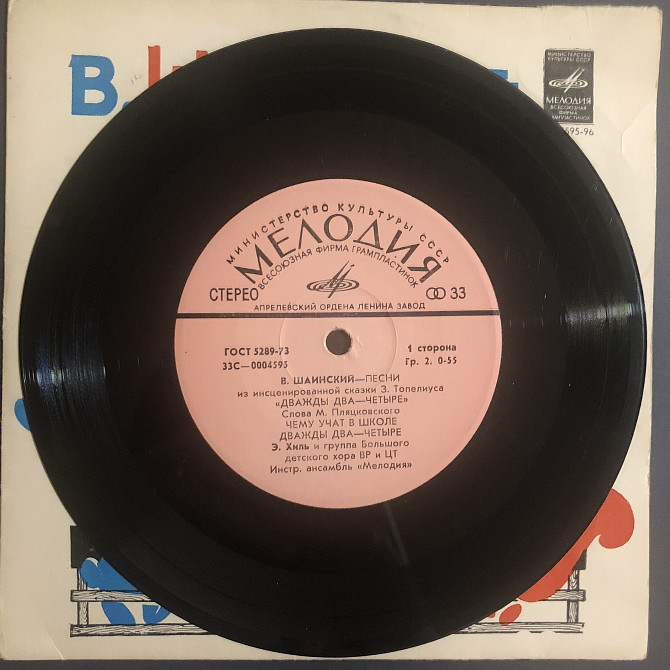 В.
МИНИСТЕРСТВО
КУЛЬТУРЫ СССР
МЕЛОДИЯ
ВСЕСОЮЗНАЯ
ФИРМА
595-96
МИНИСТЕРСТВО КУЛЬТУРЫ СССР
МЕЛОДИЯ
ВСЕСОЮЗНАЯ ФИРМА ГРАМПЛАСТИНОК
СТЕРЕО 33
АПРЕЛЕВСКИЙ ОРДЕНА ЛЕНИНА ЗАВОД
ГОСТ 5289-73 1 сторона
33С—0004595 Гр. 2. 0-55
В. ШАИНСКИЙ—ПЕСНИ
из инсценированной сказки З. Топелиуса
«ДВАЖДЫ ДВА—ЧЕТЫРЕ»
Слова М. Пляцковского
ЧЕМУ УЧАТ В ШКОЛЕ
ДВАЖДЫ ДВА—ЧЕТЫРЕ
Э. Хиль и группа Большого
детского хора ВР и ЦТ
Инстр. ансамбль «Мелодия»